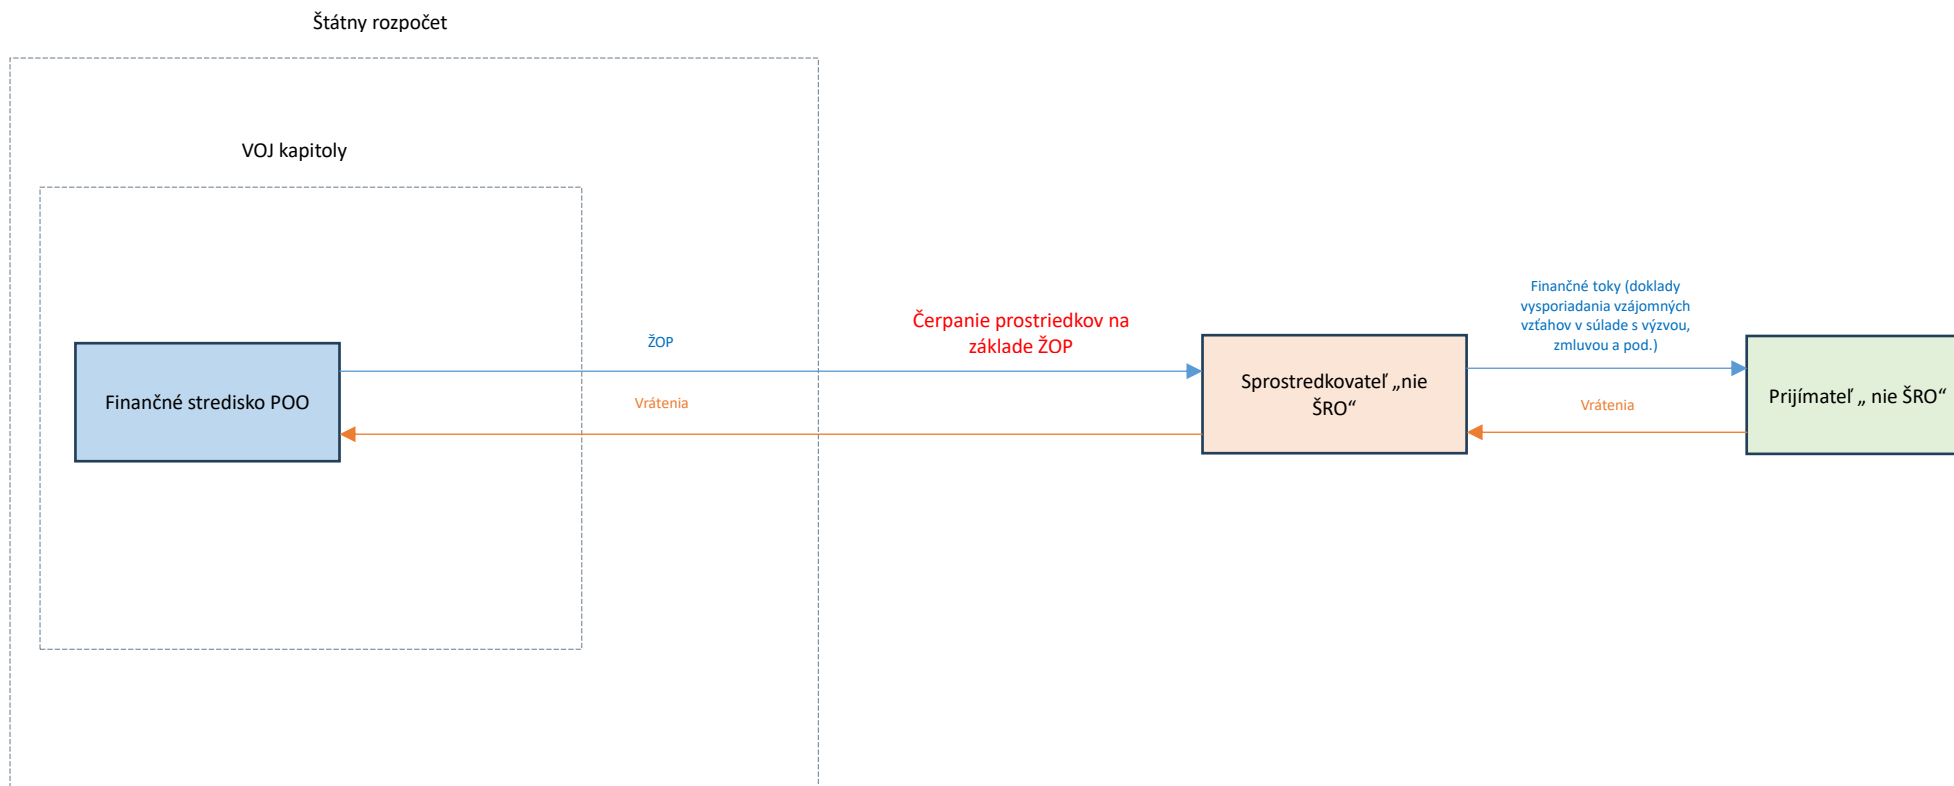 Štátny rozpočet
VOJ kapitoly
Finančné stredisko POO
ŽOP
Vrátenia
Čerpanie prostriedkov na
základe ŽOP
Sprostredkovateľ „nie
ŠRO“
Finančné toky (doklady
vysporiadania vzájomných
vzťahov v súlade s výzvou,
zmluvou a pod.)
Vrátenia
Prijímateľ „ nie ŠRO“